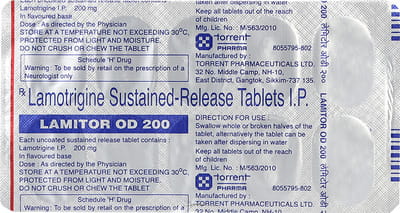 Lamotrigine I.P. 200 mg
In flavoured base
Dose : As directed by the Physician
STORE AT A TEMPERATURE NOT EXCEEDING 30°C,
PROTECTED FROM LIGHT AND MOISTURE.
DO NOT CRUSH OR CHEW THE TABLET
Schedule 'H' Drug
Warning : To be sold by retail on the prescription of a
Neurologist only
taken after dispersing in water
Keep all tablets out of the reach
of children
Mfg. Lic. No. : M/563/2010
torrent
PHARMA
8055795-802
Manufactured by :
TORRENT PHARMACEUTICALS LTD.
32 No. Middle Camp, NH-10,
East District, Gangtok, Sikkim-737 135.
Rx Lamotrigine Sustained-Release Tablets I.P.
LAMITOR OD 200
Each uncoated sustained release tablet contains :
Lamotrigine I.P. 200 mg
In flavoured base
Dose : As directed by the Physician
STORE AT A TEMPERATURE NOT EXCEEDING 30°C,
PROTECTED FROM LIGHT AND MOISTURE.
DO NOT CRUSH OR CHEW THE TABLET
Schedule 'H' Drug
Warning : To be sold by retail on the prescription of a
DIRECTION FOR USE :
Swallow whole or broken halves of the
tablet, alternatively the tablet can be
taken after dispersing in water
Keep all tablets out of the reach
of children
Mfg. Lic. No. : M/563/2010
torrent
PHARMA
8055795-802
Manufactured by :
TORRENT PHARMACEUTICALS LTD.
32 No. Middle Camp, NH-10,
200